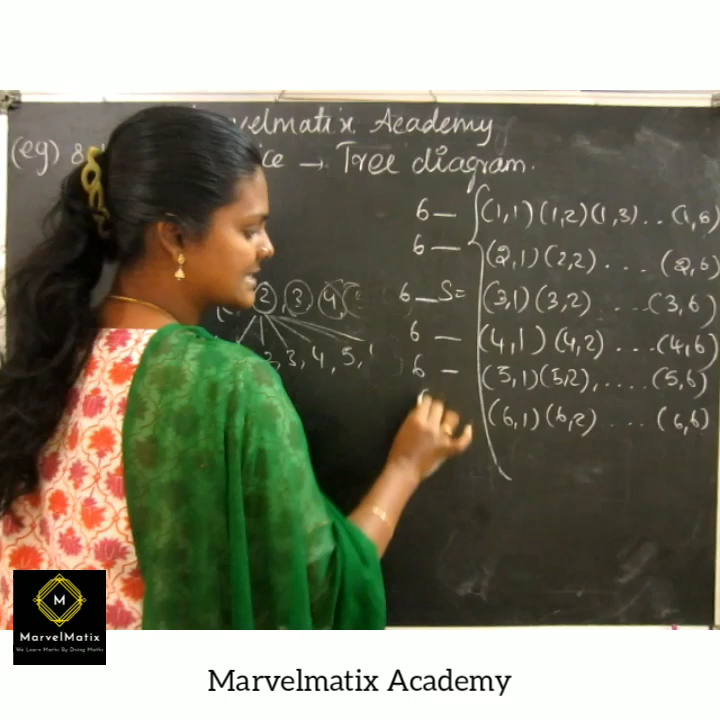 Academy
(eg) → Tree diagram.
6 — { (1,1) (1,2) (1,3) .. (1,6)
6 — (2,1) (2,2) .... (2,6)
2, 3, 4
6 — S = (3,1) (3,2) .... (3,6)
6 — (4,1) (4,2) ... (4,6)
2, 3, 4, 5,
6 — (5,1) (5,2), .... (5,6)
(6,1) (6,2) ... (6,6)
M
MarvelMatix
We Learn Maths By Doing Maths
Marvelmatix Academy